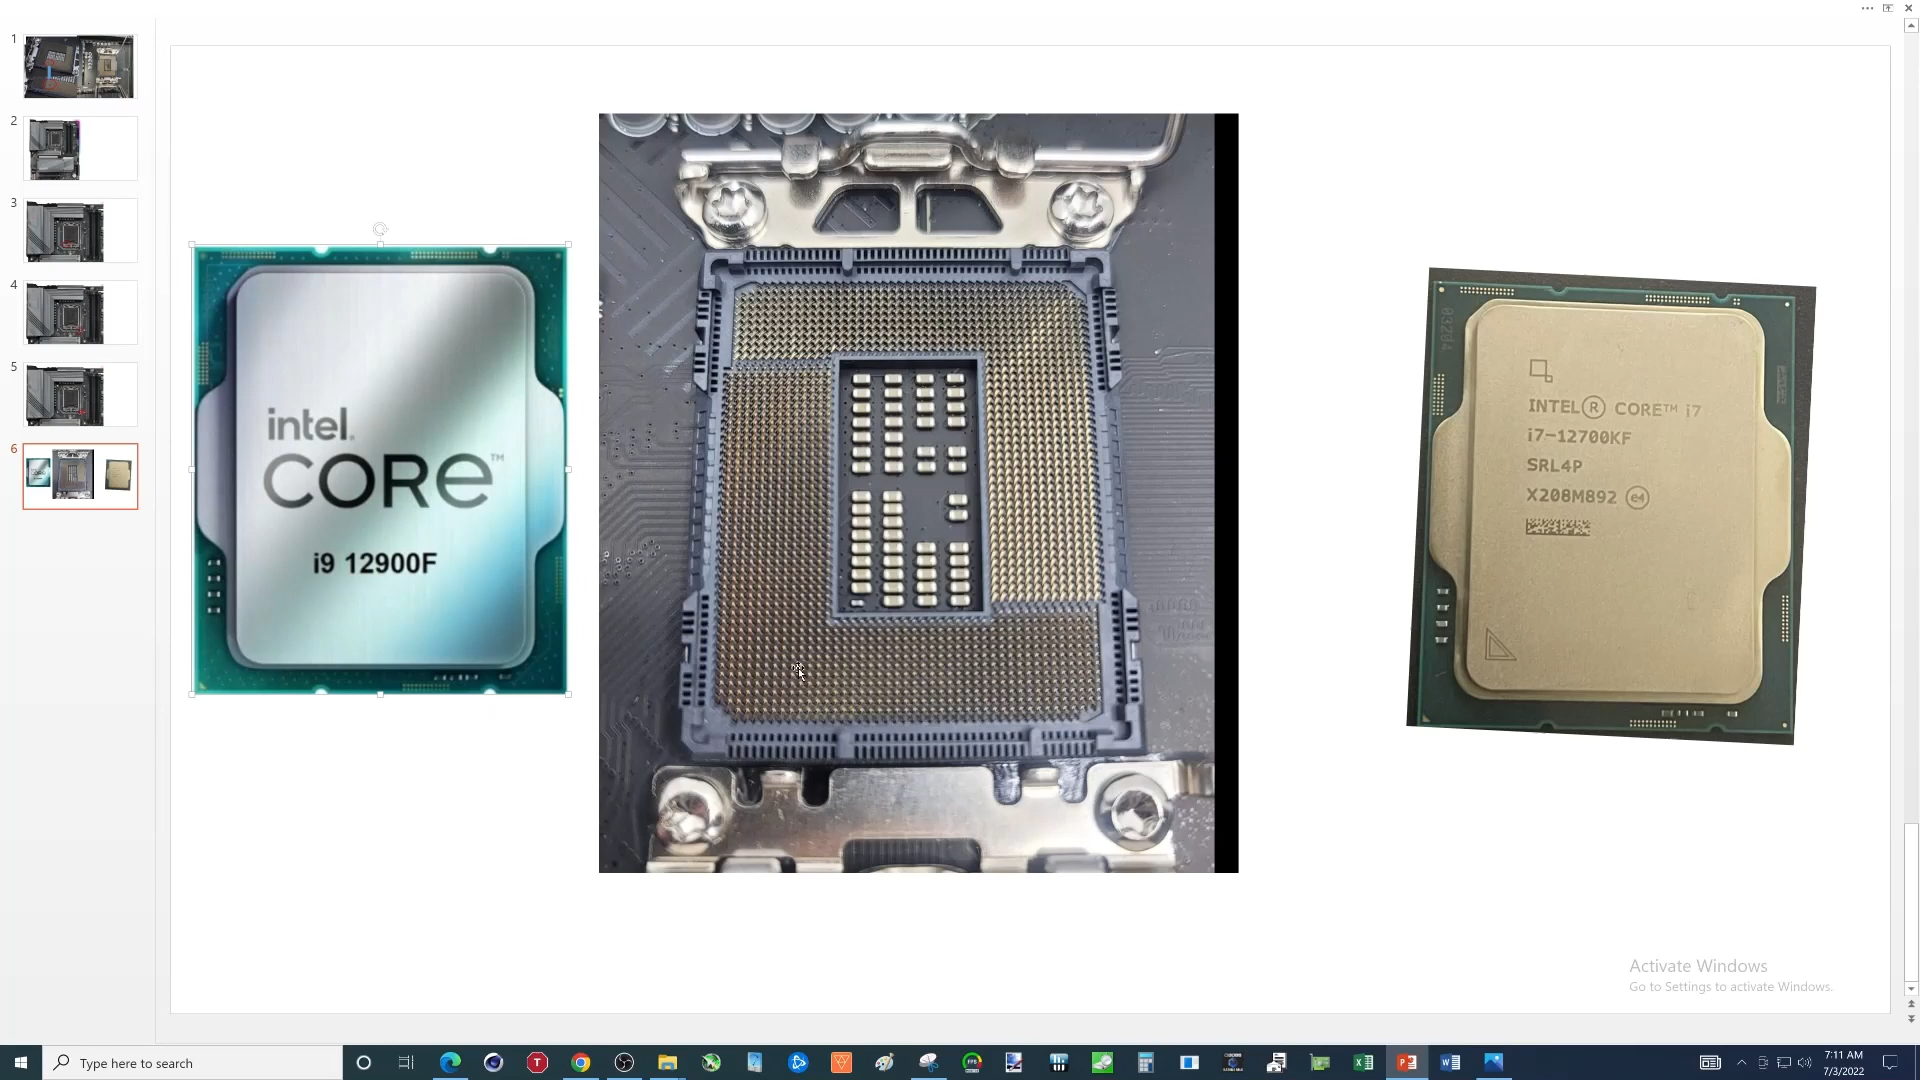 1
2
3
4
5
6
intel.
CORE™
i9 12900F
03204
INTEL® CORE™ i7
i7-12700KF
SRL4P
X208M892 e4
Activate Windows
Go to Settings to activate Windows.
Type here to search
7:11 AM
7/3/2022